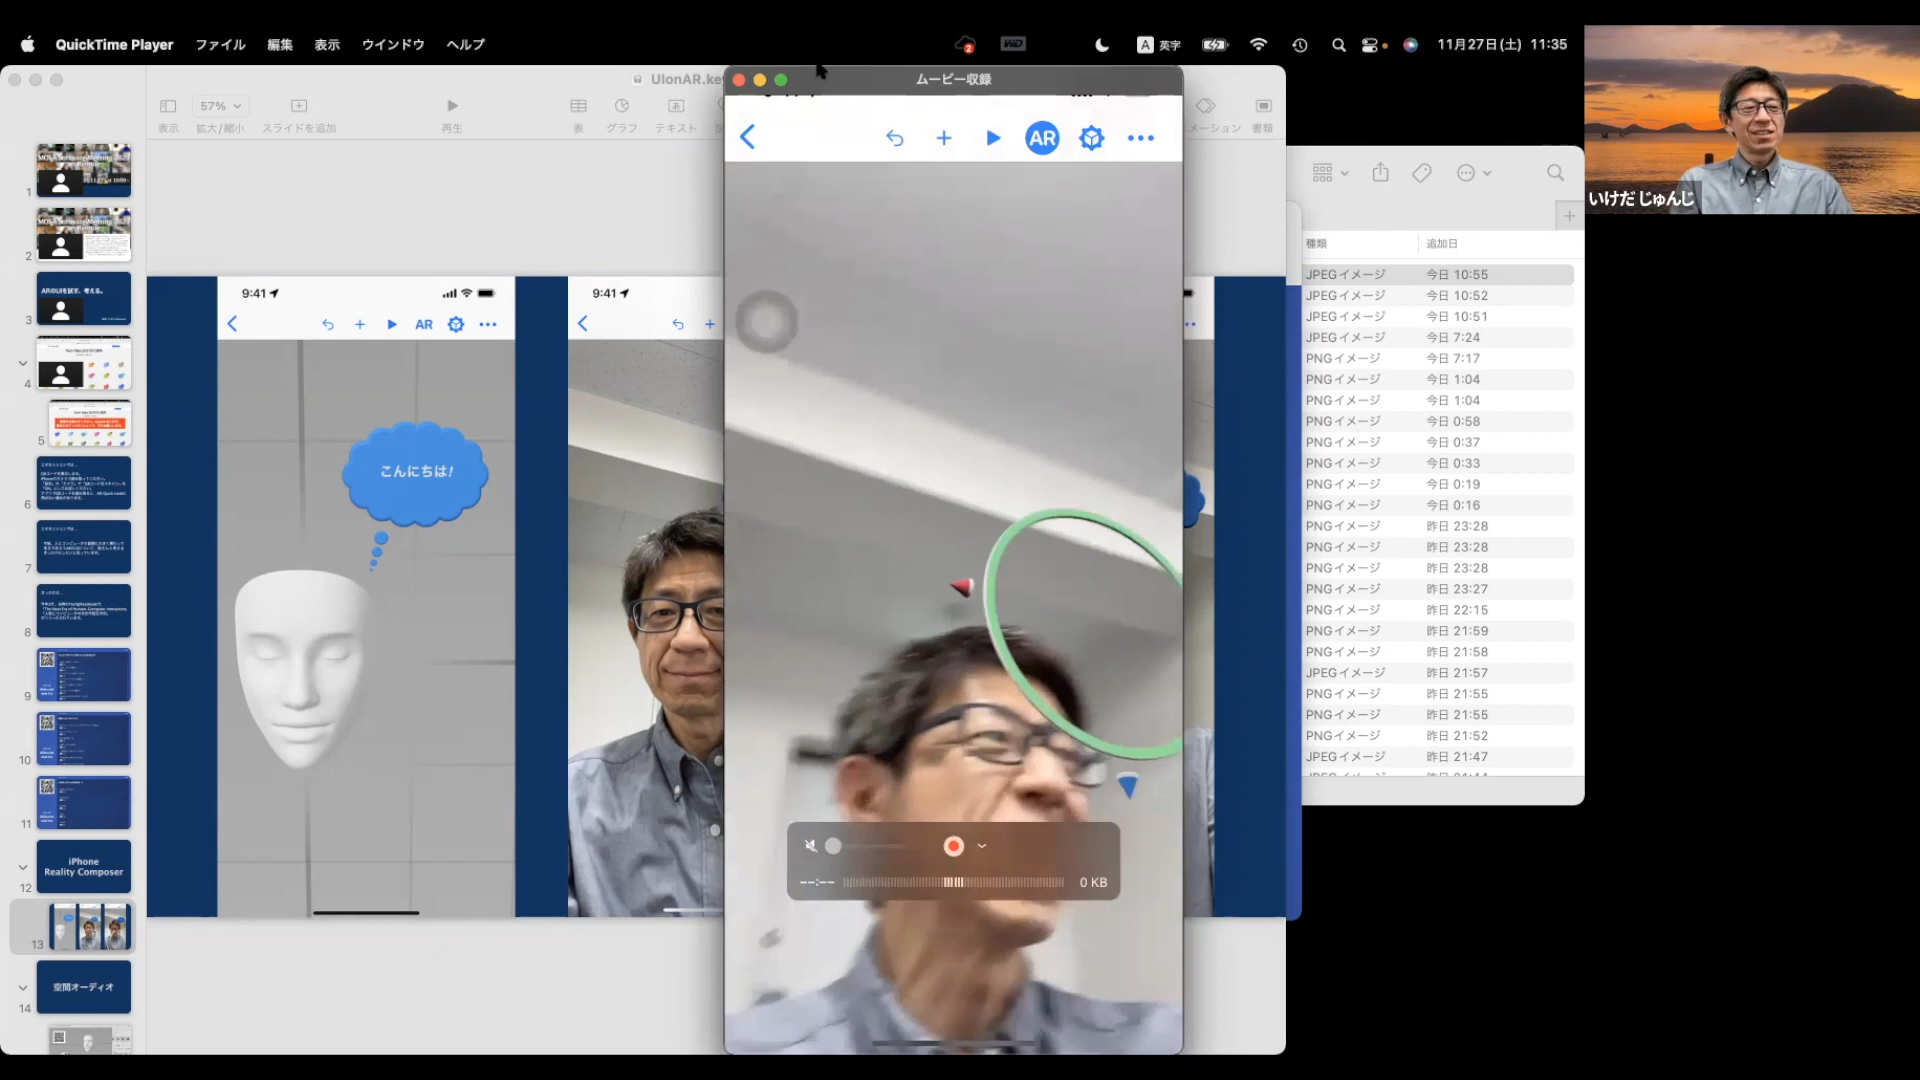 QuickTime Player ファイル 編集 表示 ウインドウ ヘルプ
2 WD A 英字 11月27日(土) 11:35
いけだ じゅんじ
UIonAR.key
ムービー収録
57%
表示 拡大/縮小 スライドを追加 再生 表 グラフ テキスト メーション 書類
AR
9:41
AR
こんにちは!
9:41
--:-- 0 KB
種類 追加日
JPEGイメージ 今日 10:55
JPEGイメージ 今日 10:52
JPEGイメージ 今日 10:51
JPEGイメージ 今日 7:24
PNGイメージ 今日 7:17
PNGイメージ 今日 1:04
PNGイメージ 今日 1:04
PNGイメージ 今日 0:58
PNGイメージ 今日 0:37
PNGイメージ 今日 0:33
PNGイメージ 今日 0:19
PNGイメージ 今日 0:16
PNGイメージ 昨日 23:28
PNGイメージ 昨日 23:28
PNGイメージ 昨日 23:28
PNGイメージ 昨日 23:27
PNGイメージ 昨日 22:15
PNGイメージ 昨日 21:59
PNGイメージ 昨日 21:58
JPEGイメージ 昨日 21:57
PNGイメージ 昨日 21:55
PNGイメージ 昨日 21:55
PNGイメージ 昨日 21:52
JPEGイメージ 昨日 21:47
1
2
3
ARのUIを試す、考える。
4
5
6
7
8
9
10
11
12
iPhone
Reality Composer
13
14
空間オーディオ